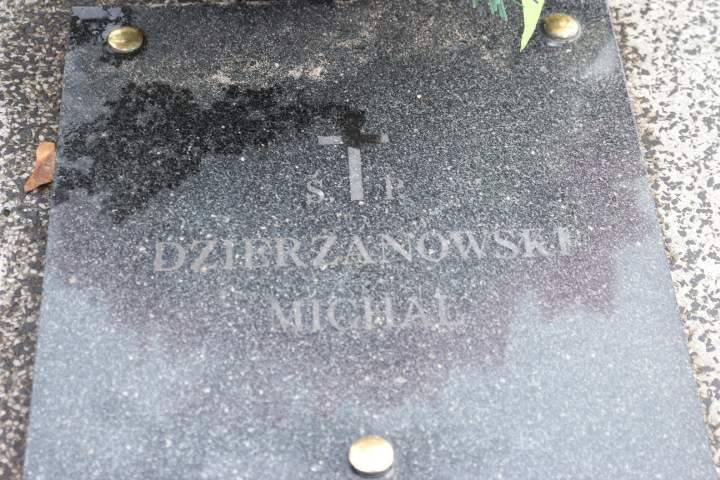 Ś P
DZIERŻANOWSKI
MICHAŁ